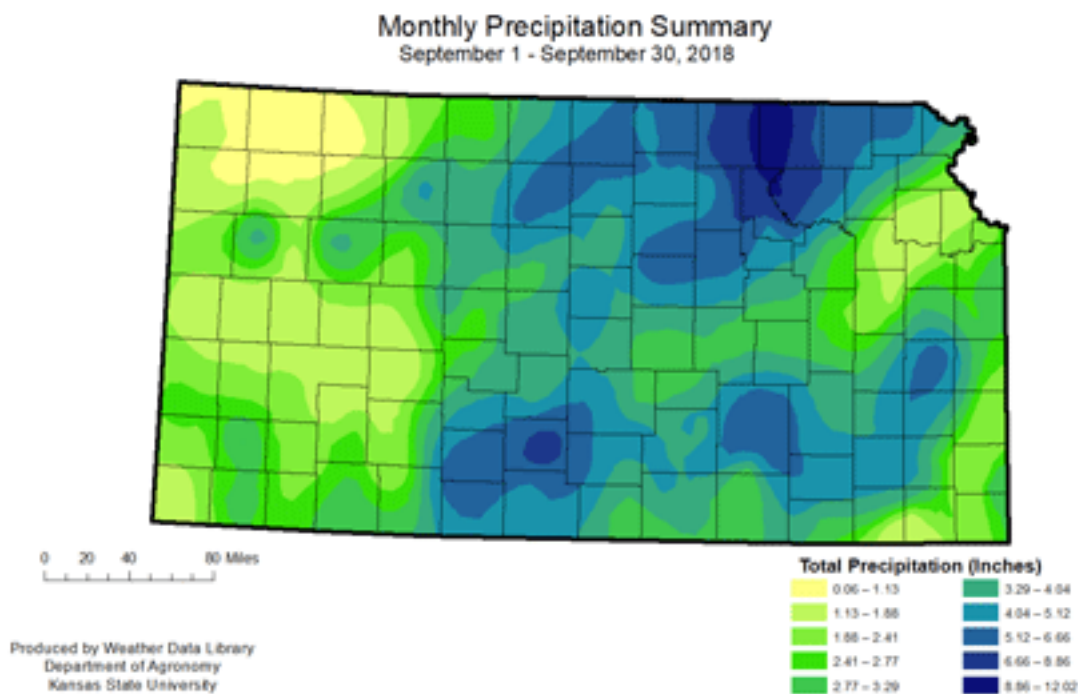 Monthly Precipitation Summary
September 1 - September 30, 2018
0 20 40 80 Miles
Total Precipitation (Inches)
0.06 – 1.13
1.13 – 1.88
1.88 – 2.41
2.41 – 2.77
2.77 – 3.29
3.29 – 4.04
4.04 – 5.12
5.12 – 6.66
6.66 – 8.86
8.86 – 12.02
Produced by Weather Data Library
Department of Agronomy
Kansas State University